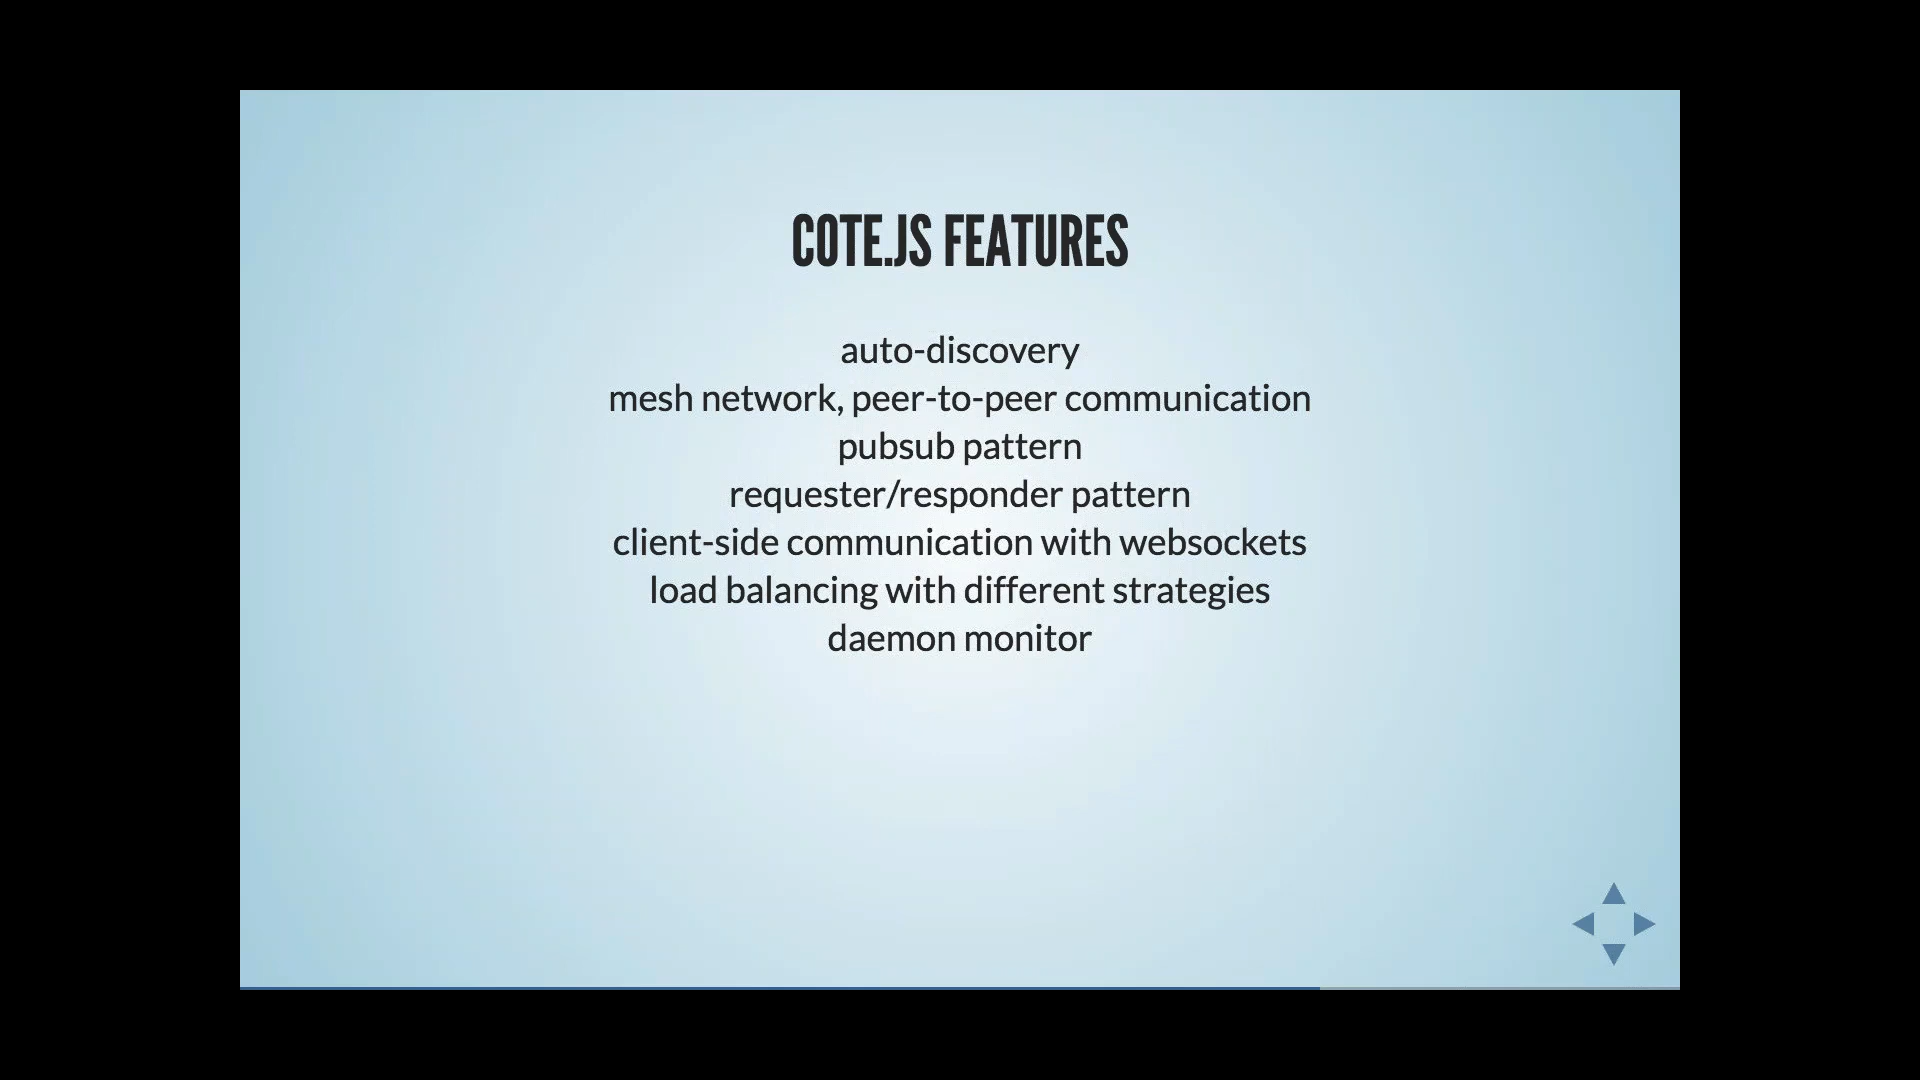 COTE.JS FEATURES
auto-discovery
mesh network, peer-to-peer communication
pubsub pattern
requester/responder pattern
client-side communication with websockets
load balancing with different strategies
daemon monitor